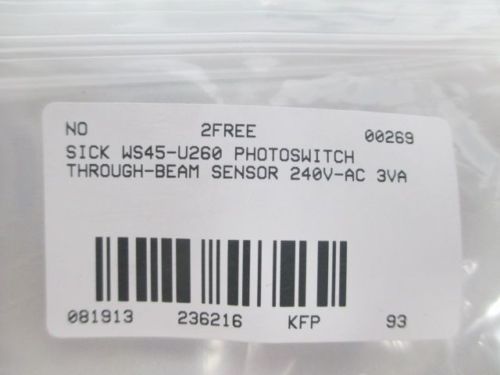 NO 2FREE 00269
SICK WS45-U260 PHOTOSWITCH
THROUGH-BEAM SENSOR 240V-AC 3VA
081913 236216 KFP 93